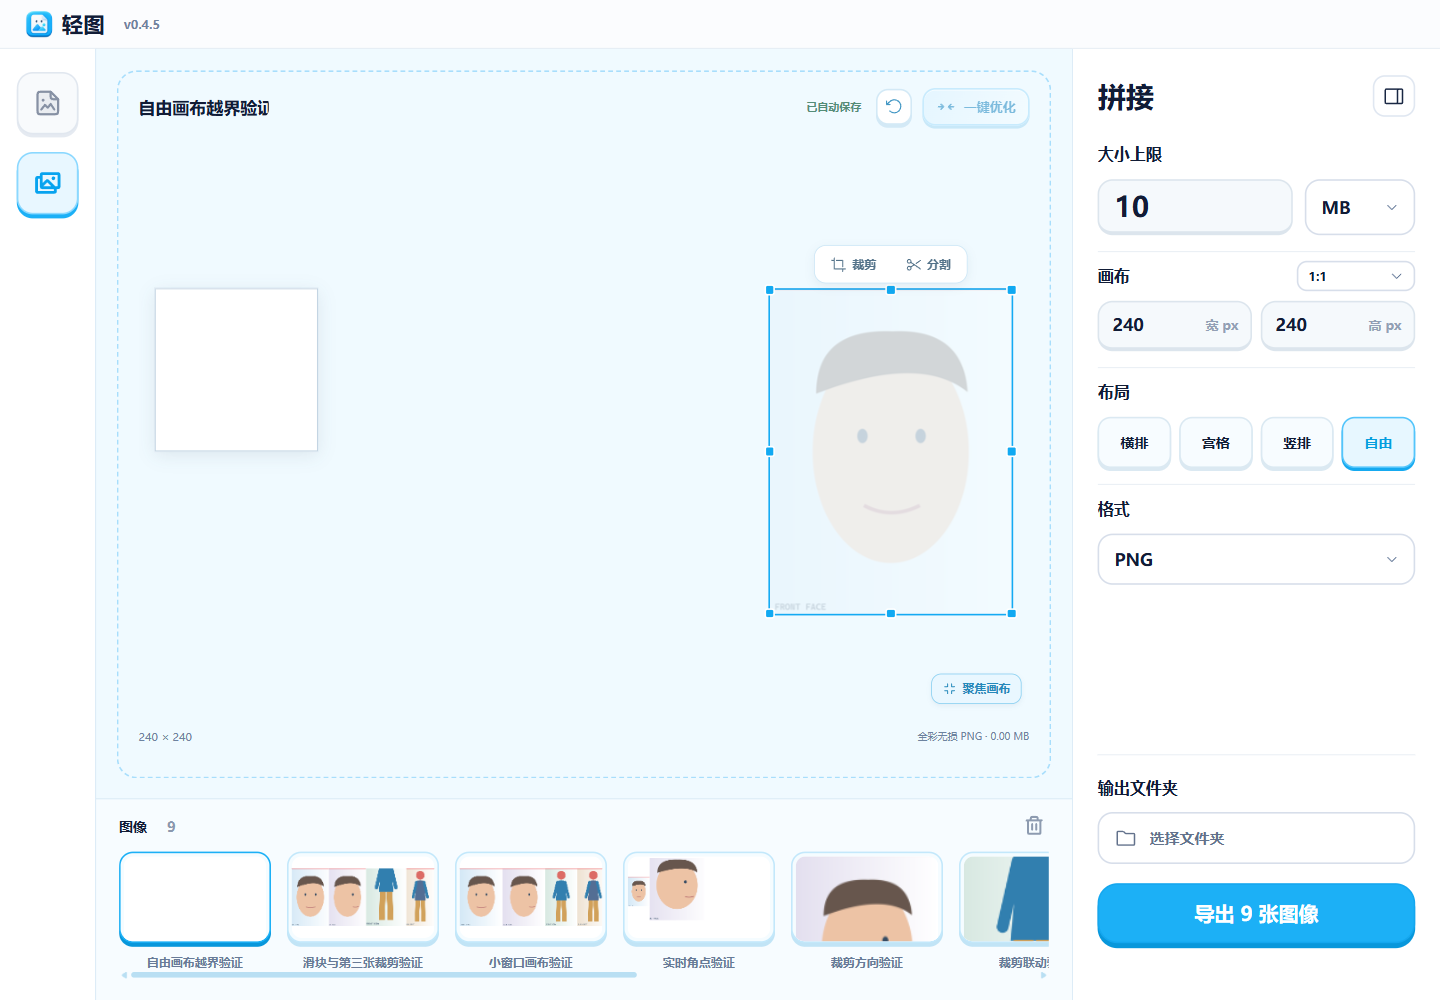 轻图 v0.4.5
自由画布越界验证
已自动保存
一键优化
裁剪 分割
FRONT FACE
聚焦画布
240 × 240
全彩无损 PNG · 0.00 MB
图像 9
自由画布越界验证
滑块与第三张裁剪验证
小窗口画布验证
实时角点验证
裁剪方向验证
裁剪联动
拼接
大小上限
10 MB
画布 1:1
240 宽 px 240 高 px
布局
横排 宫格 竖排 自由
格式
PNG
输出文件夹
选择文件夹
导出 9 张图像